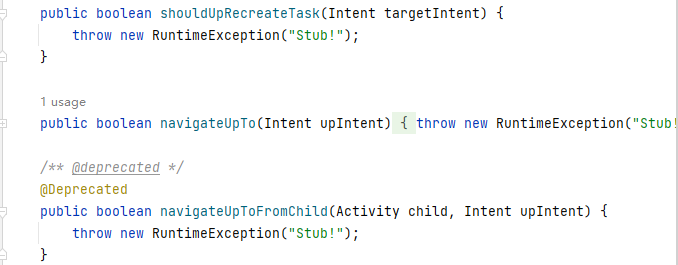 public boolean shouldUpRecreateTask(Intent targetIntent) {
throw new RuntimeException("Stub!");
}
1 usage
public boolean navigateUpTo(Intent upIntent) { throw new RuntimeException("Stub!
/** @deprecated */
@Deprecated
public boolean navigateUpToFromChild(Activity child, Intent upIntent) {
throw new RuntimeException("Stub!");
}